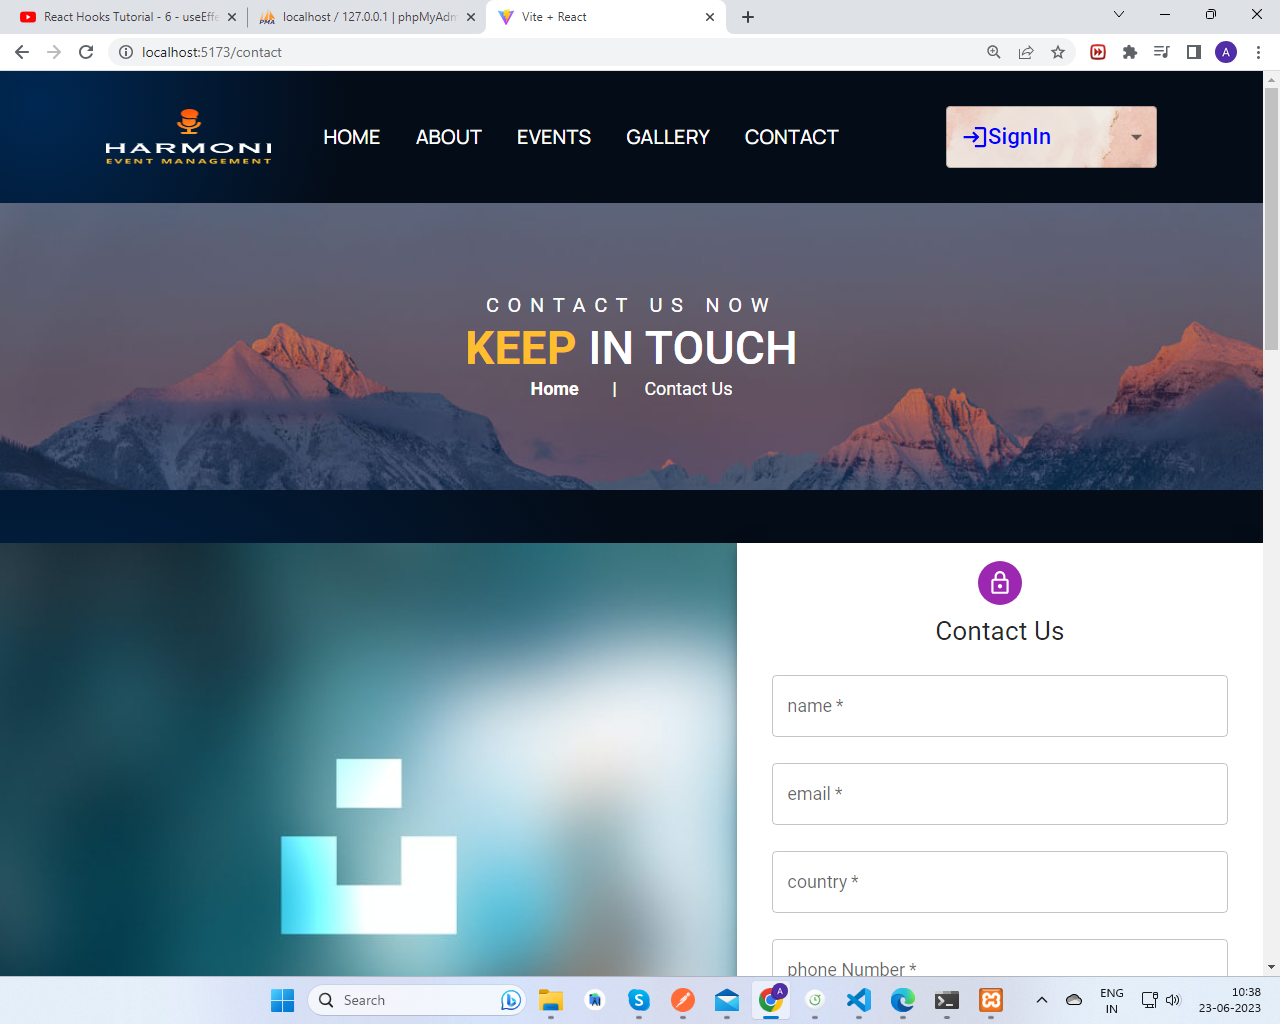 React Hooks Tutorial - 6 - useEffe
localhost / 127.0.0.1 | phpMyAdm
Vite + React
localhost:5173/contact
A
HARMONI
EVENT MANAGEMENT
HOME
ABOUT
EVENTS
GALLERY
CONTACT
SignIn
CONTACT US NOW
KEEP IN TOUCH
Home | Contact Us
Contact Us
name *
email *
country *
phone Number *
Search
A
ENG
IN
10:38
23-06-2023